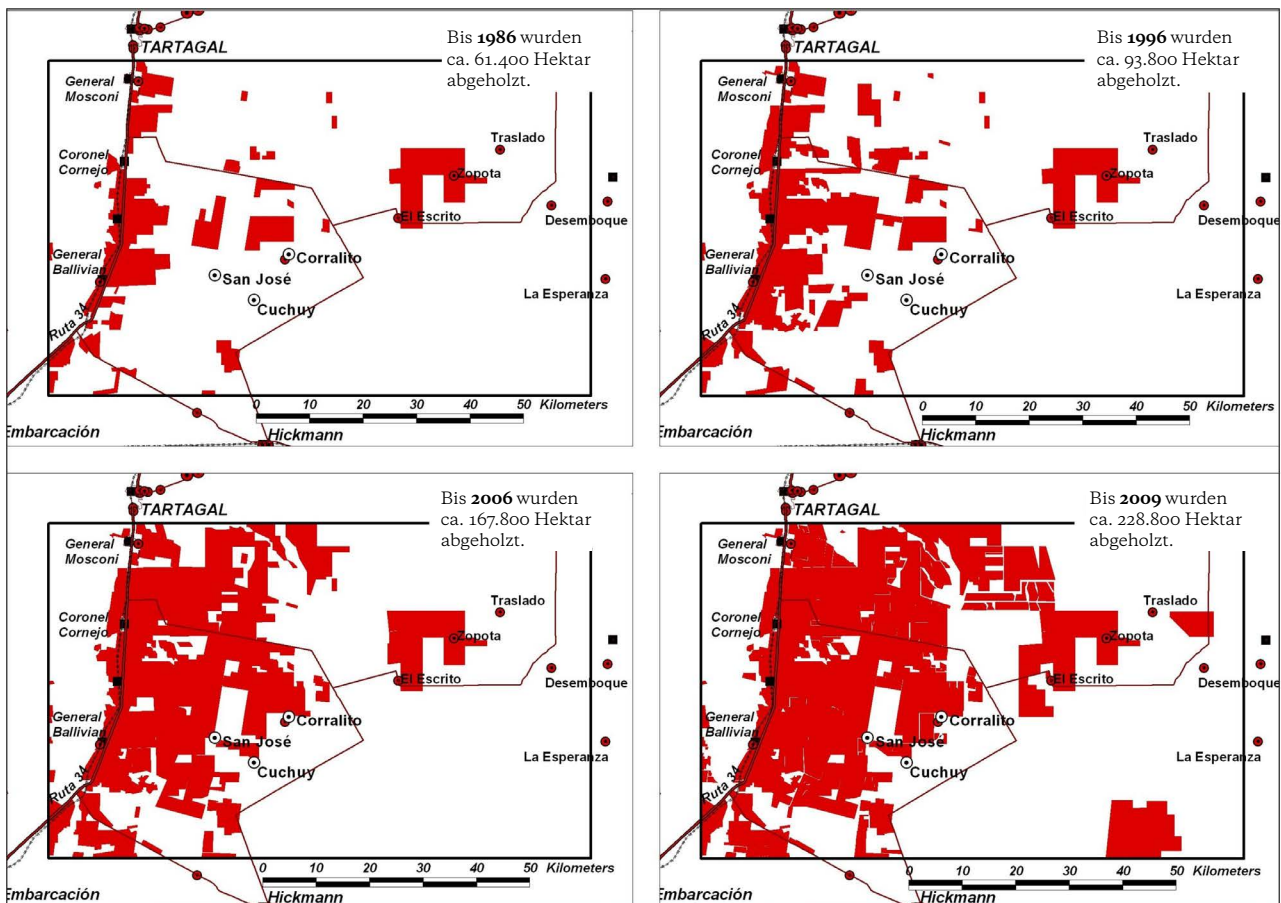 Bis 1986 wurden
ca. 61.400 Hektar
abgeholzt.
TARTAGAL
General
Mosconi
Traslado
Coronel
Cornejo
Zopota
El Escrito
Desemboque
General
Ballivian
Corralito
San José
La Esperanza
Cuchuy
Ruta 34
0 10 20 30 40 50 Kilometers
Embarcación
Hickmann
Bis 1996 wurden
ca. 93.800 Hektar
abgeholzt.
TARTAGAL
General
Mosconi
Traslado
Coronel
Cornejo
Zopota
El Escrito
Desemboque
General
Ballivian
Corralito
San José
La Esperanza
Cuchuy
Ruta 34
0 10 20 30 40 50 Kilometers
Embarcación
Hickmann
Bis 2006 wurden
ca. 167.800 Hektar
abgeholzt.
TARTAGAL
General
Mosconi
Traslado
Coronel
Cornejo
Zopota
El Escrito
Desemboque
General
Ballivian
Corralito
San José
La Esperanza
Cuchuy
Ruta 34
0 10 20 30 40 50 Kilometers
Embarcación
Hickmann
Bis 2009 wurden
ca. 228.800 Hektar
abgeholzt.
TARTAGAL
General
Mosconi
Traslado
Coronel
Cornejo
Zopota
El Escrito
Desemboque
General
Ballivian
Corralito
San José
La Esperanza
Cuchuy
Ruta 34
0 10 20 30 40 50 Kilometers
Embarcación
Hickmann